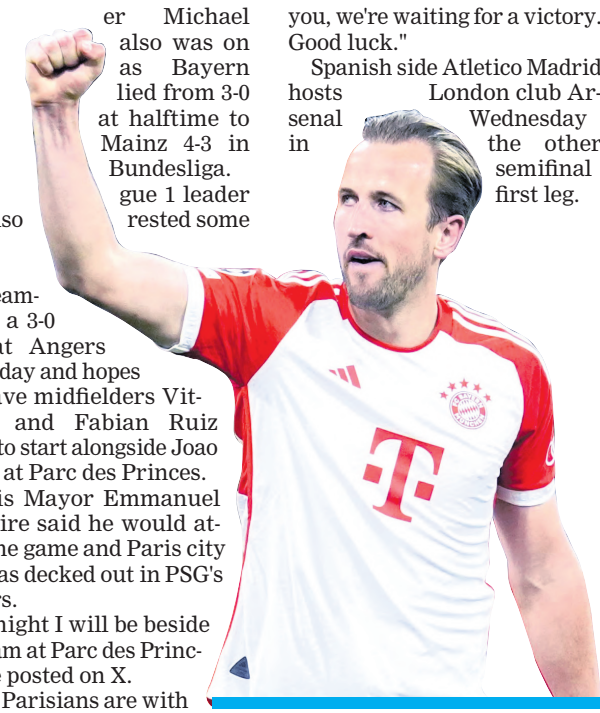 er Michael
also was on
as Bayern
lied from 3-0
at halftime to
Mainz 4-3 in
Bundesliga.
gue 1 leader
rested some
so
eam-
a 3-0
at Angers
day and hopes
ave midfielders Vit-
and Fabian Ruiz
to start alongside Joao
at Parc des Princes.
is Mayor Emmanuel
ire said he would at-
ne game and Paris city
as decked out in PSG's
rs.
night I will be beside
am at Parc des Princ-
e posted on X.
Parisians are with
you, we're waiting for a victory.
Good luck."
Spanish side Atletico Madrid
hosts London club Ar-
senal Wednesday
in the other
semifinal
first leg.
T